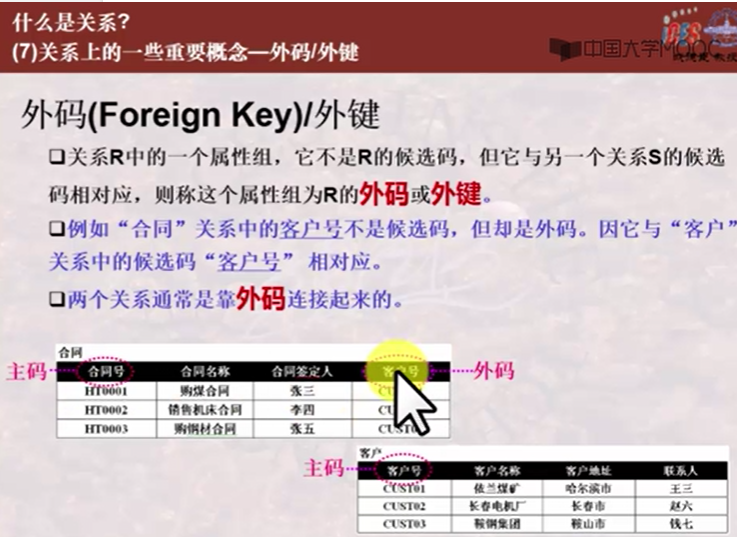 什么是关系?
(7)关系上的一些重要概念—外码/外键
中国大学MOOC
外码(Foreign Key)/外键
❑关系R中的一个属性组，它不是R的候选码，但它与另一个关系S的候选
码相对应，则称这个属性组为R的外码或外键。
❑例如“合同”关系中的客户号不是候选码，但却是外码。因它与“客户”
关系中的候选码“客户号” 相对应。
❑两个关系通常是靠外码连接起来的。
合同
主码 合同号 合同名称 合同签定人 客户号 外码
HT0001 购煤合同 张三
HT0002 销售机床合同 李四
HT0003 购钢材合同 张五
客户
主码 客户号 客户名称 客户地址 联系人
CUST01 依兰煤矿 哈尔滨市 王三
CUST02 长春电机厂 长春市 赵六
CUST03 鞍钢集团 鞍山市 钱七